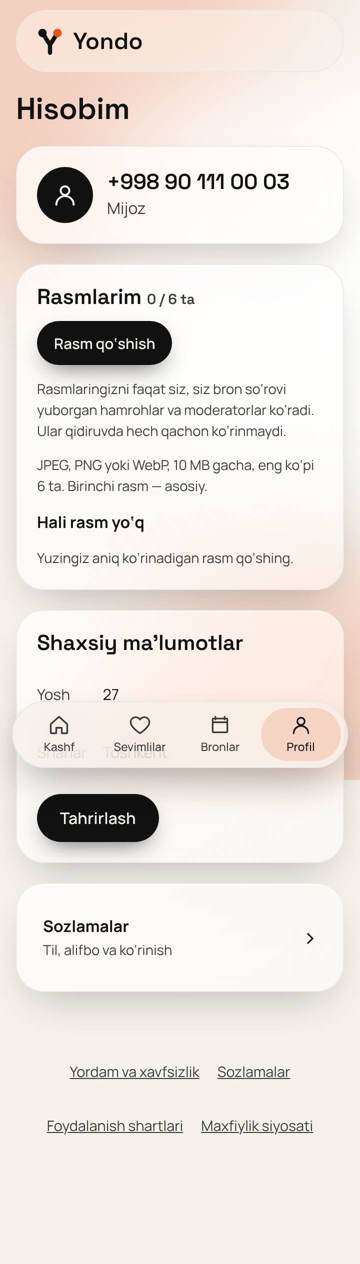 Yondo
Hisobim
+998 90 111 00 03
Mijoz
Rasmlarim 0 / 6 ta
Rasm qo‘shish
Rasmlaringizni faqat siz, siz bron so‘rovi
yuborgan hamrohlar va moderatorlar ko‘radi.
Ular qidiruvda hech qachon ko‘rinmaydi.
JPEG, PNG yoki WebP, 10 MB gacha, eng ko‘pi
6 ta. Birinchi rasm — asosiy.
Hali rasm yo‘q
Yuzingiz aniq ko‘rinadigan rasm qo‘shing.
Shaxsiy ma’lumotlar
Yosh 27
Shahar Toshkent
Kashf Sevimlilar Bronlar Profil
Tahrirlash
Sozlamalar
Til, alifbo va ko‘rinish
Yordam va xavfsizlik Sozlamalar
Foydalanish shartlari Maxfiylik siyosati